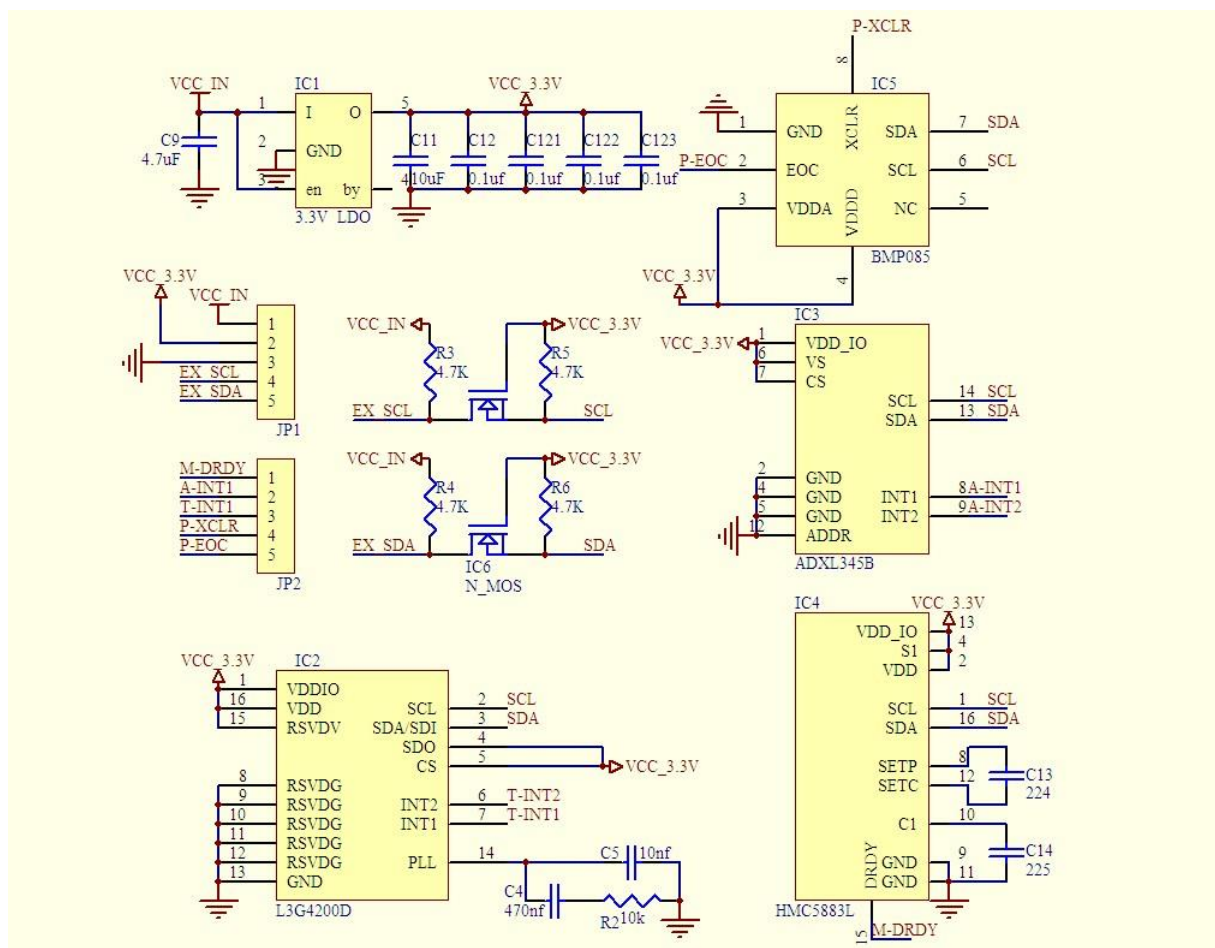 P-XCLR
8
VCC_IN
IC1
VCC_3.3V
IC5
1
I
O
5
C9
4.7uF
2
GND
3
en
by
3.3V LDO
C11
C12
C121
C122
C123
0.1uf
0.1uf
0.1uf
0.1uf
1
GND
XCLR
SDA
7
SDA
P-EOC
2
EOC
SCL
6
SCL
3
VDDA
VDDD
NC
5
4
BMP085
VCC_3.3V
VCC_3.3V
VCC_IN
1
2
3
EX_SCL
4
EX_SDA
5
JP1
VCC_IN
VCC_3.3V
R3
4.7K
R5
4.7K
EX_SCL
SCL
IC3
VCC_3.3V
1
VDD_IO
6
VS
7
CS
SCL
14
SCL
SDA
13
SDA
2
GND
4
GND
5
GND
12
ADDR
INT1
8
A-INT1
INT2
9
A-INT2
ADXL345B
M-DRDY
1
A-INT1
2
T-INT1
3
P-XCLR
4
P-EOC
5
JP2
VCC_IN
VCC_3.3V
R4
4.7K
R6
4.7K
EX_SDA
SDA
IC6
N_MOS
VCC_3.3V
IC2
1
VDDIO
16
VDD
15
RSVDV
SCL
2
SCL
SDA/SDI
3
SDA
SDO
4
CS
5
VCC_3.3V
8
RSVDG
9
RSVDG
10
RSVDG
11
RSVDG
12
RSVDG
13
GND
INT2
6
T-INT2
INT1
7
T-INT1
PLL
14
C5
10nf
C4
470nf
R2
10k
L3G4200D
IC4
VCC_3.3V
VDD_IO
13
S1
4
VDD
2
SCL
1
SCL
SDA
16
SDA
SETP
8
SETC
12
C13
224
C1
10
C14
225
GND
9
GND
11
DRDY
HMC5883L
15
M-DRDY